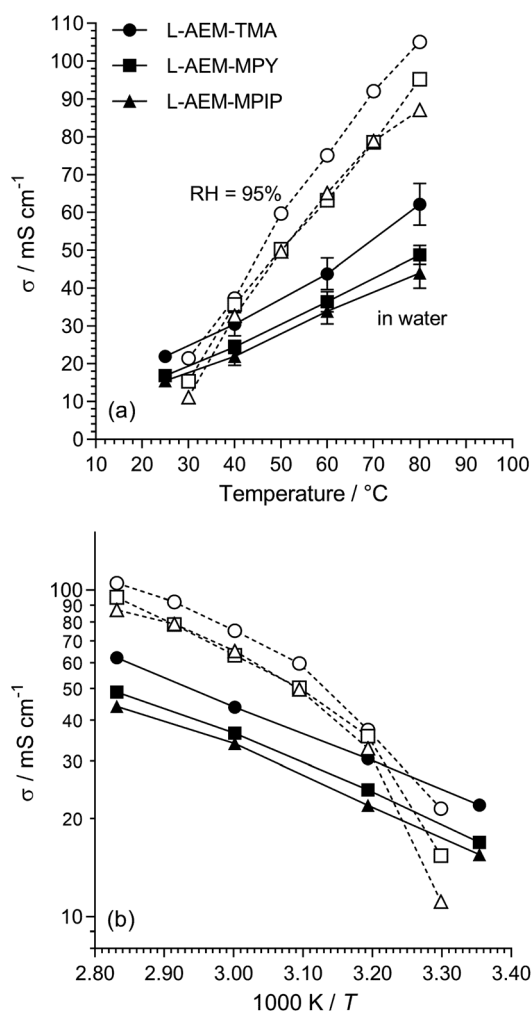 110
L-AEM-TMA
100
L-AEM-MPY
90
L-AEM-MPIP
80
70
RH = 95%
60
50
40
in water
30
20
10
(a)
0
10 20 30 40 50 60 70 80 90 100
Temperature / °C
σ / mS cm⁻¹
100
90
80
70
60
50
40
30
20
10
(b)
2.80 2.90 3.00 3.10 3.20 3.30 3.40
1000 K / T
σ / mS cm⁻¹